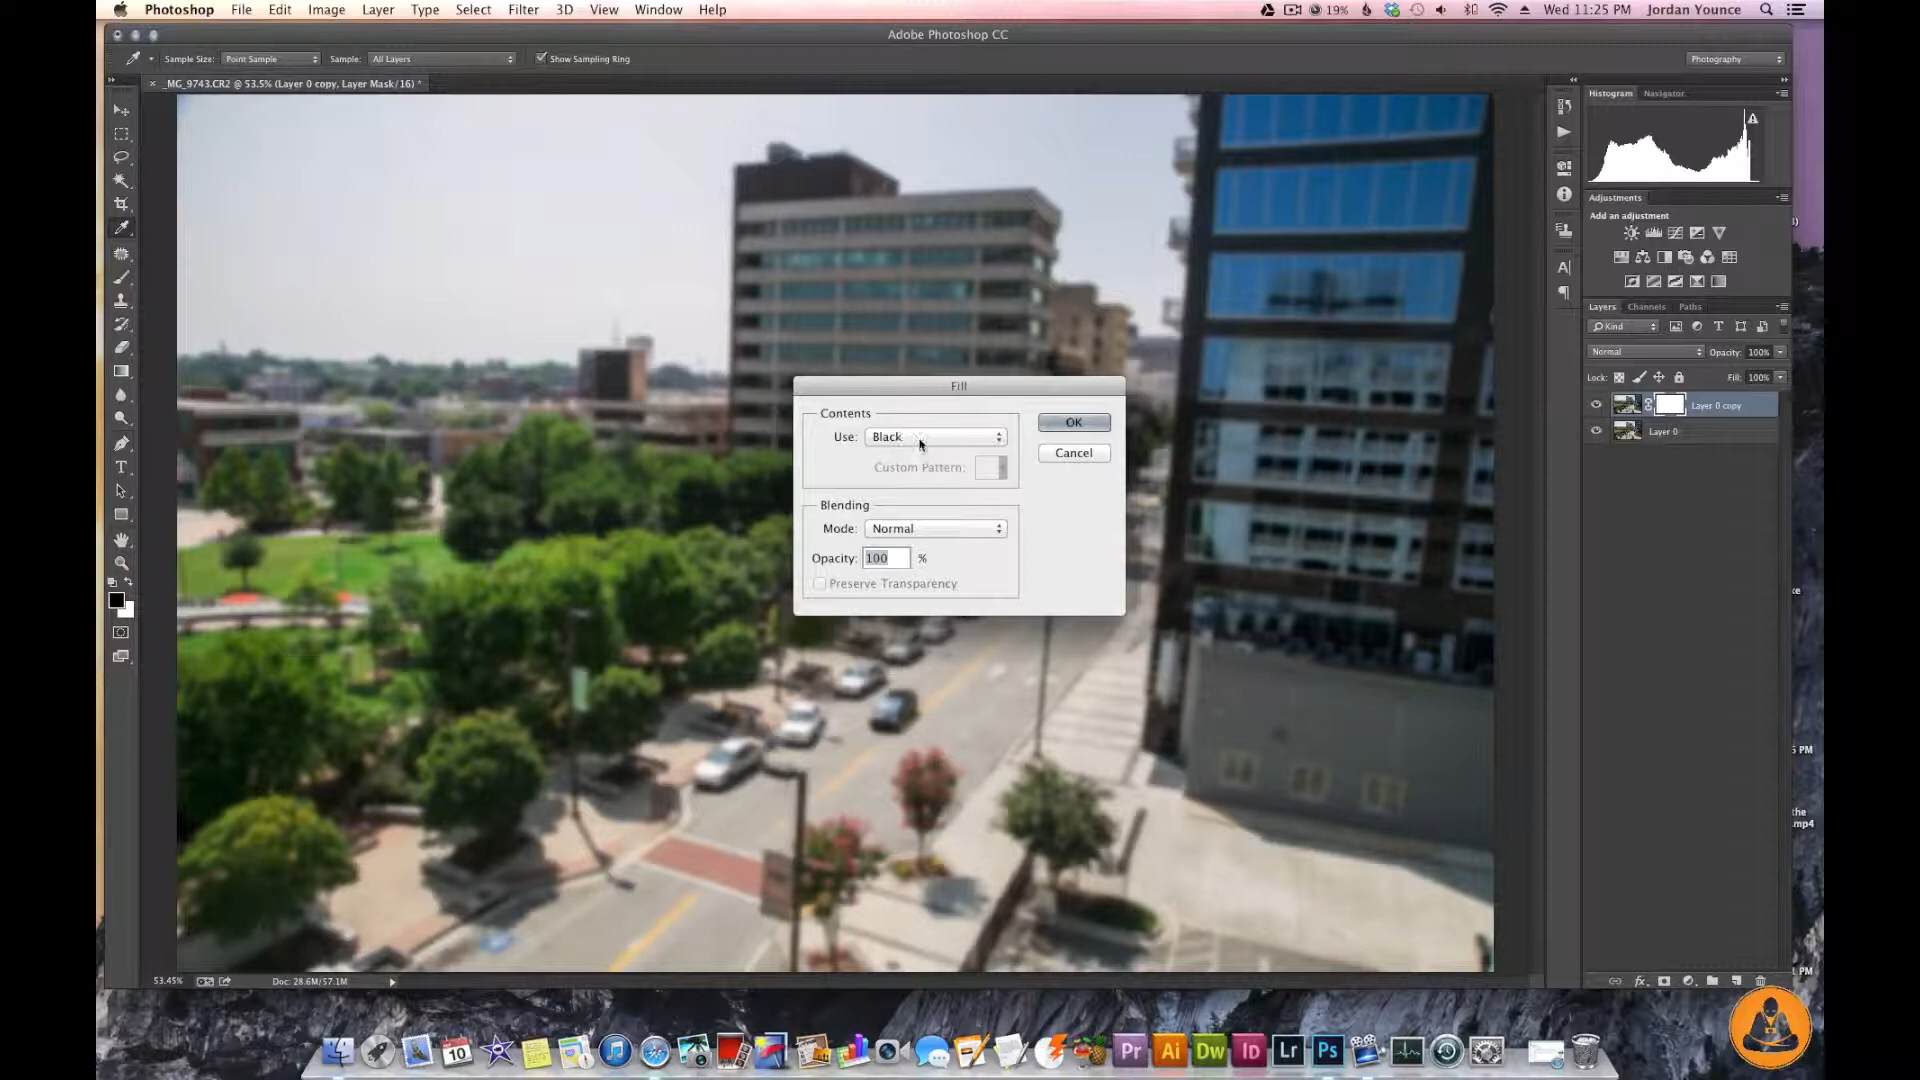 Photoshop File Edit Image Layer Type Select Filter 3D View Window Help 19% Wed 11:25 PM Jordan Younce
Adobe Photoshop CC
Sample Size: Point Sample Sample: All Layers Show Sampling Ring Photography
_MG_9743.CR2 @ 53.5% (Layer 0 copy, Layer Mask/16) *
Histogram Navigator
Adjustments
Add an adjustment
Layers Channels Paths
Kind
Normal Opacity: 100%
Lock: Fill: 100%
Layer 0 copy
Layer 0
Fill
Contents
Use: Black
Custom Pattern:
OK
Cancel
Blending
Mode: Normal
Opacity: 100 %
Preserve Transparency
53.45% Doc: 28.6M/57.1M
PM
the
.mp4
PM
10
Pr Ai Dw Id Lr Ps